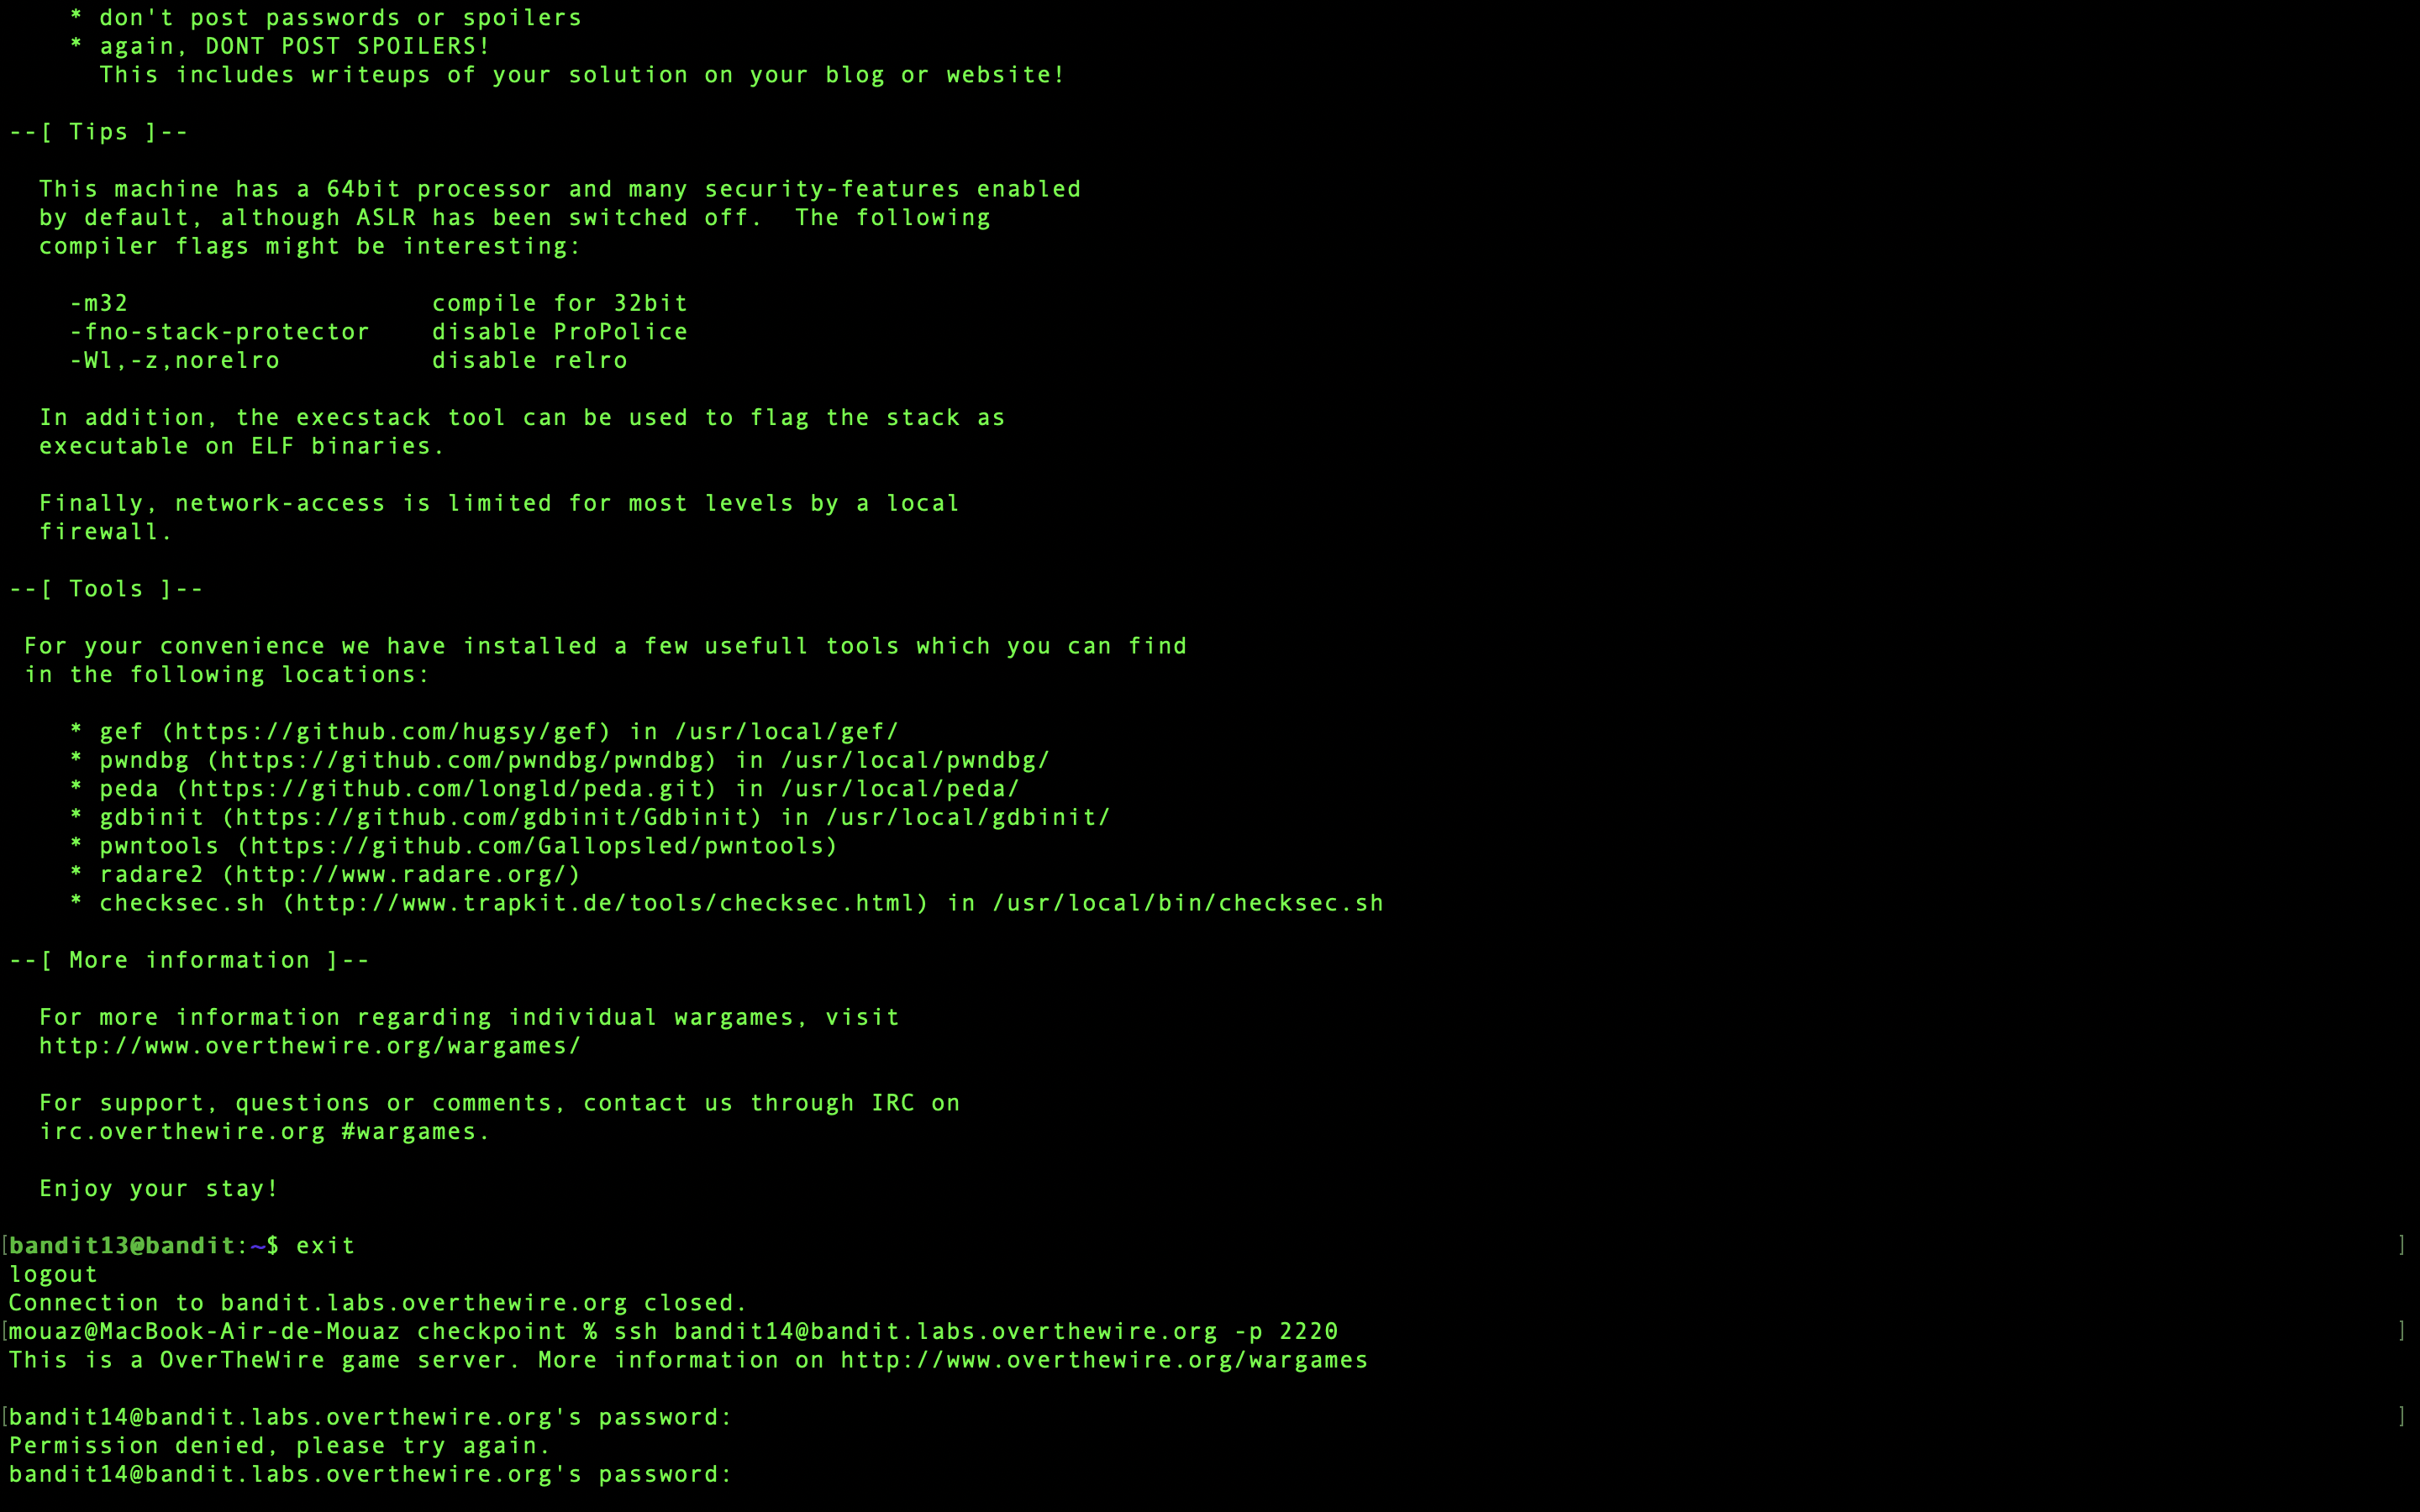 * don't post passwords or spoilers
* again, DONT POST SPOILERS!
This includes writeups of your solution on your blog or website!
--[ Tips ]--
This machine has a 64bit processor and many security-features enabled
by default, although ASLR has been switched off.  The following
compiler flags might be interesting:
-m32                    compile for 32bit
-fno-stack-protector    disable ProPolice
-Wl,-z,norelro          disable relro
In addition, the execstack tool can be used to flag the stack as
executable on ELF binaries.
Finally, network-access is limited for most levels by a local
firewall.
--[ Tools ]--
For your convenience we have installed a few usefull tools which you can find
in the following locations:
* gef (https://github.com/hugsy/gef) in /usr/local/gef/
* pwndbg (https://github.com/pwndbg/pwndbg) in /usr/local/pwndbg/
* peda (https://github.com/longld/peda.git) in /usr/local/peda/
* gdbinit (https://github.com/gdbinit/Gdbinit) in /usr/local/gdbinit/
* pwntools (https://github.com/Gallopsled/pwntools)
* radare2 (http://www.radare.org/)
* checksec.sh (http://www.trapkit.de/tools/checksec.html) in /usr/local/bin/checksec.sh
--[ More information ]--
For more information regarding individual wargames, visit
http://www.overthewire.org/wargames/
For support, questions or comments, contact us through IRC on
irc.overthewire.org #wargames.
Enjoy your stay!
[bandit13@bandit:~$ exit ]
logout
Connection to bandit.labs.overthewire.org closed.
[mouaz@MacBook-Air-de-Mouaz checkpoint % ssh bandit14@bandit.labs.overthewire.org -p 2220 ]
This is a OverTheWire game server. More information on http://www.overthewire.org/wargames
[bandit14@bandit.labs.overthewire.org's password: ]
Permission denied, please try again.
bandit14@bandit.labs.overthewire.org's password: